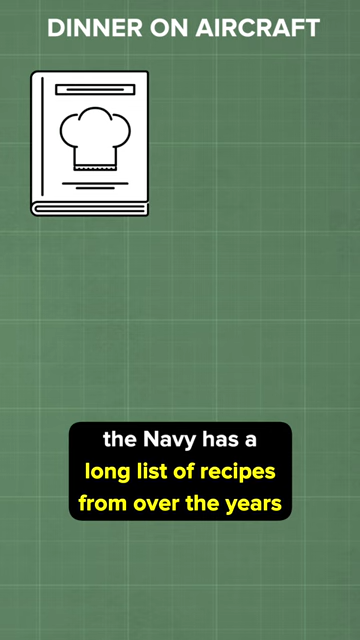 DINNER ON AIRCRAFT
the Navy has a
long list of recipes
from over the years